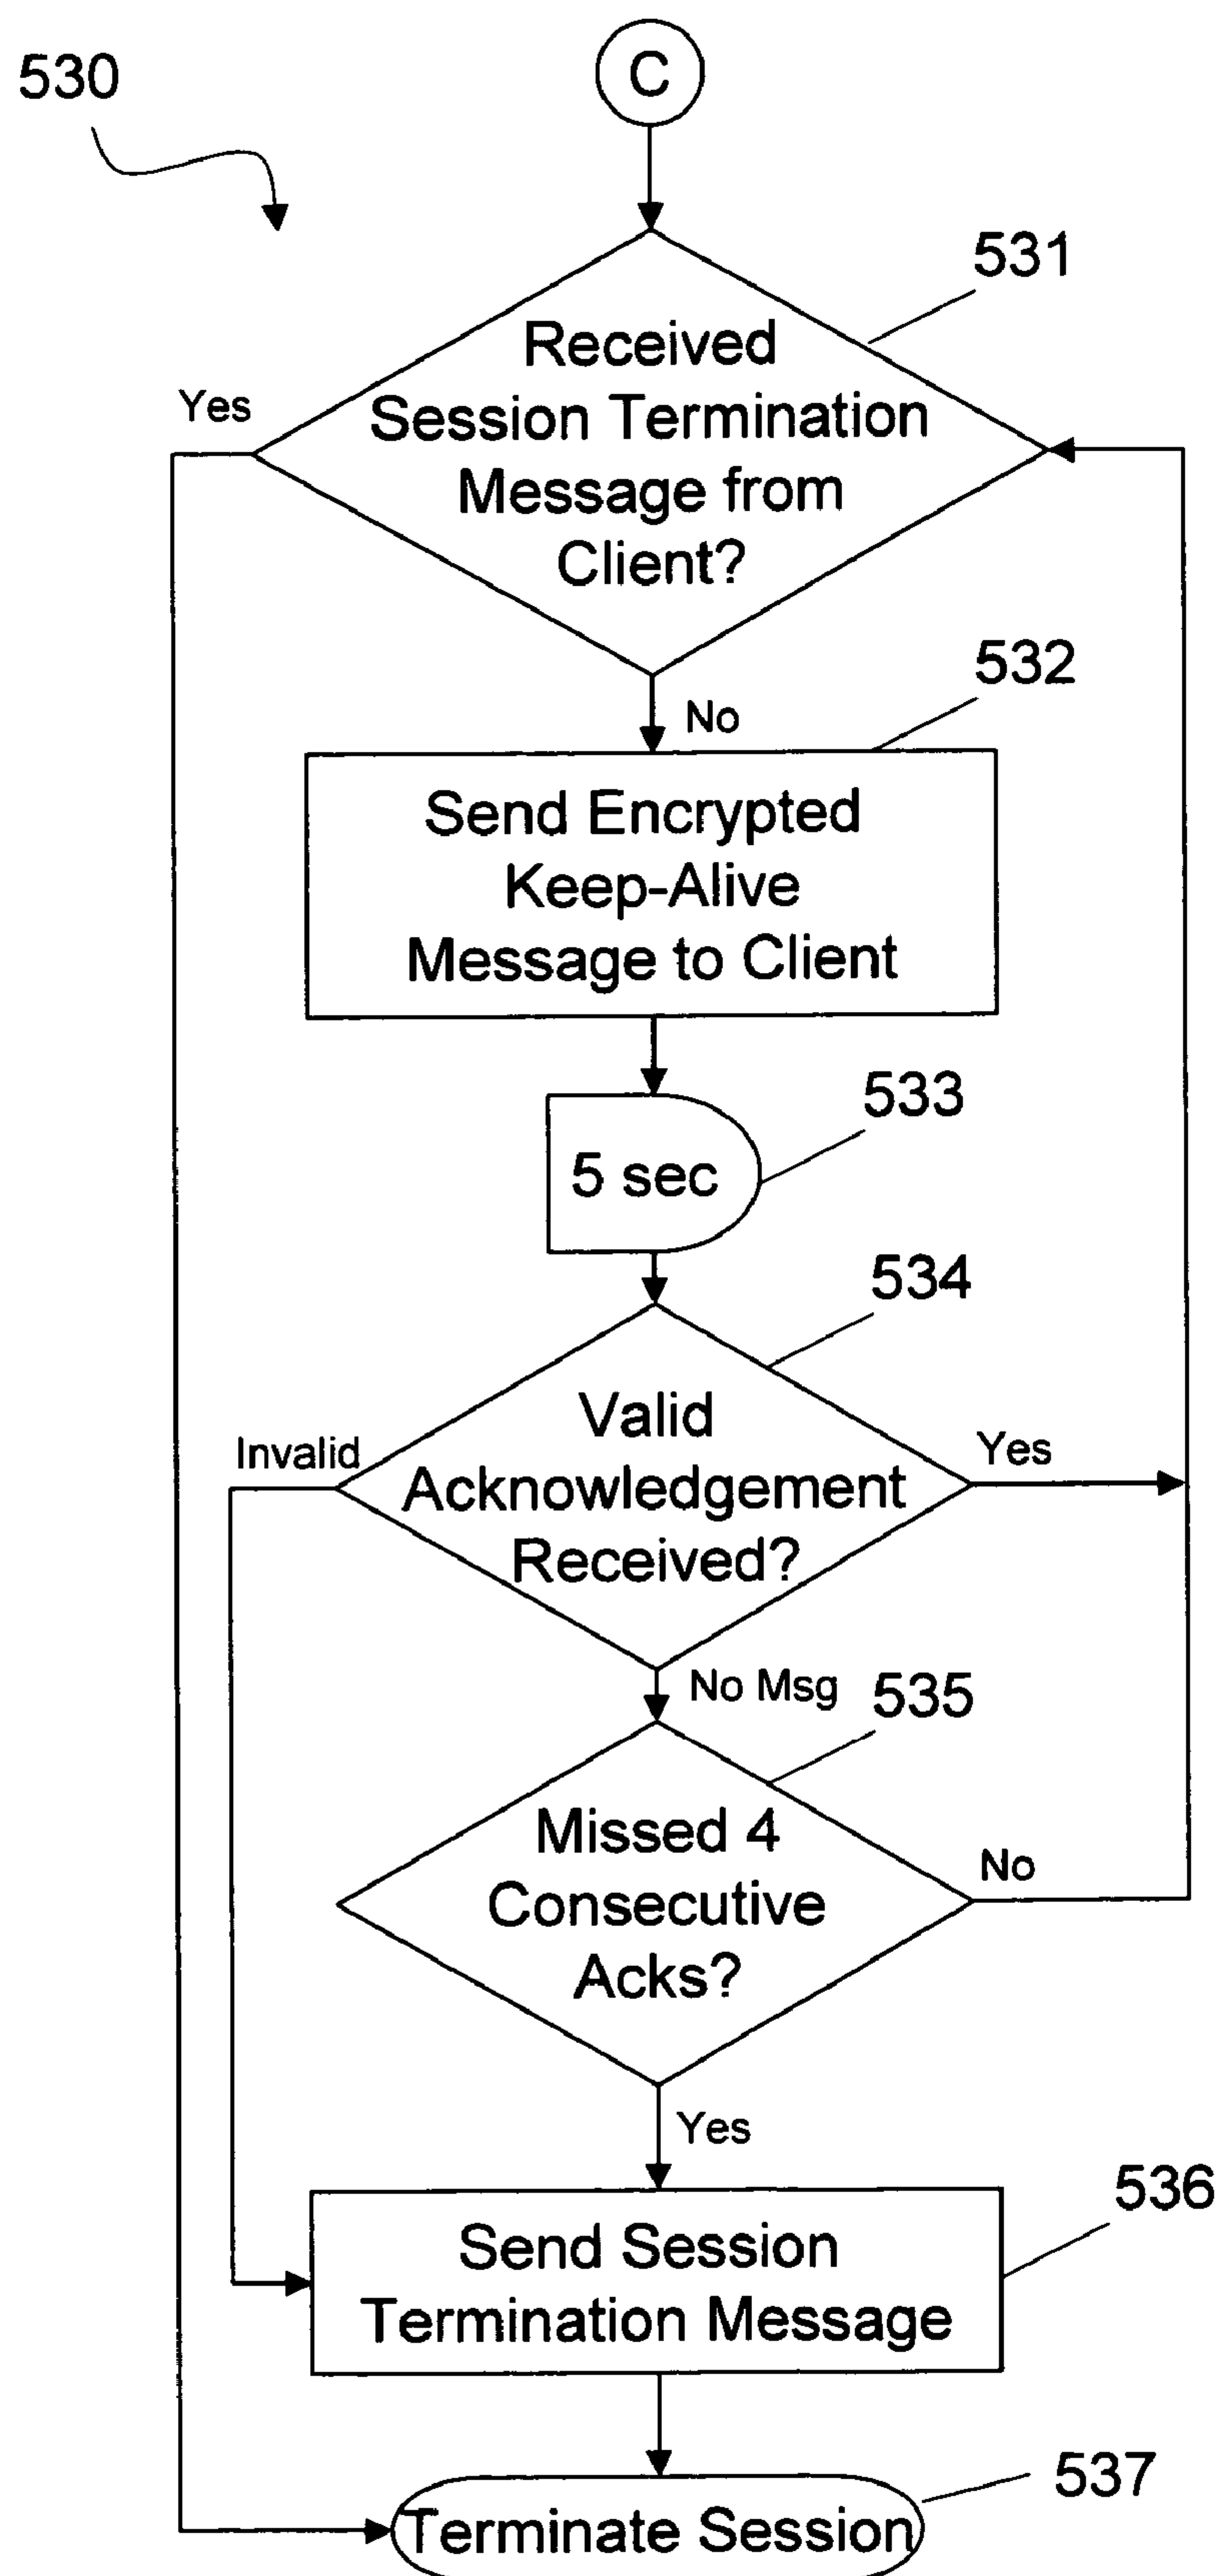 C
530
531
Received
Session Termination
Message from
Client?
Yes
No
532
Send Encrypted
Keep-Alive
Message to Client
533
5 sec
534
Valid
Acknowledgement
Received?
Invalid
Yes
No Msg
535
Missed 4
Consecutive
Acks?
No
Yes
536
Send Session
Termination Message
537
Terminate Session